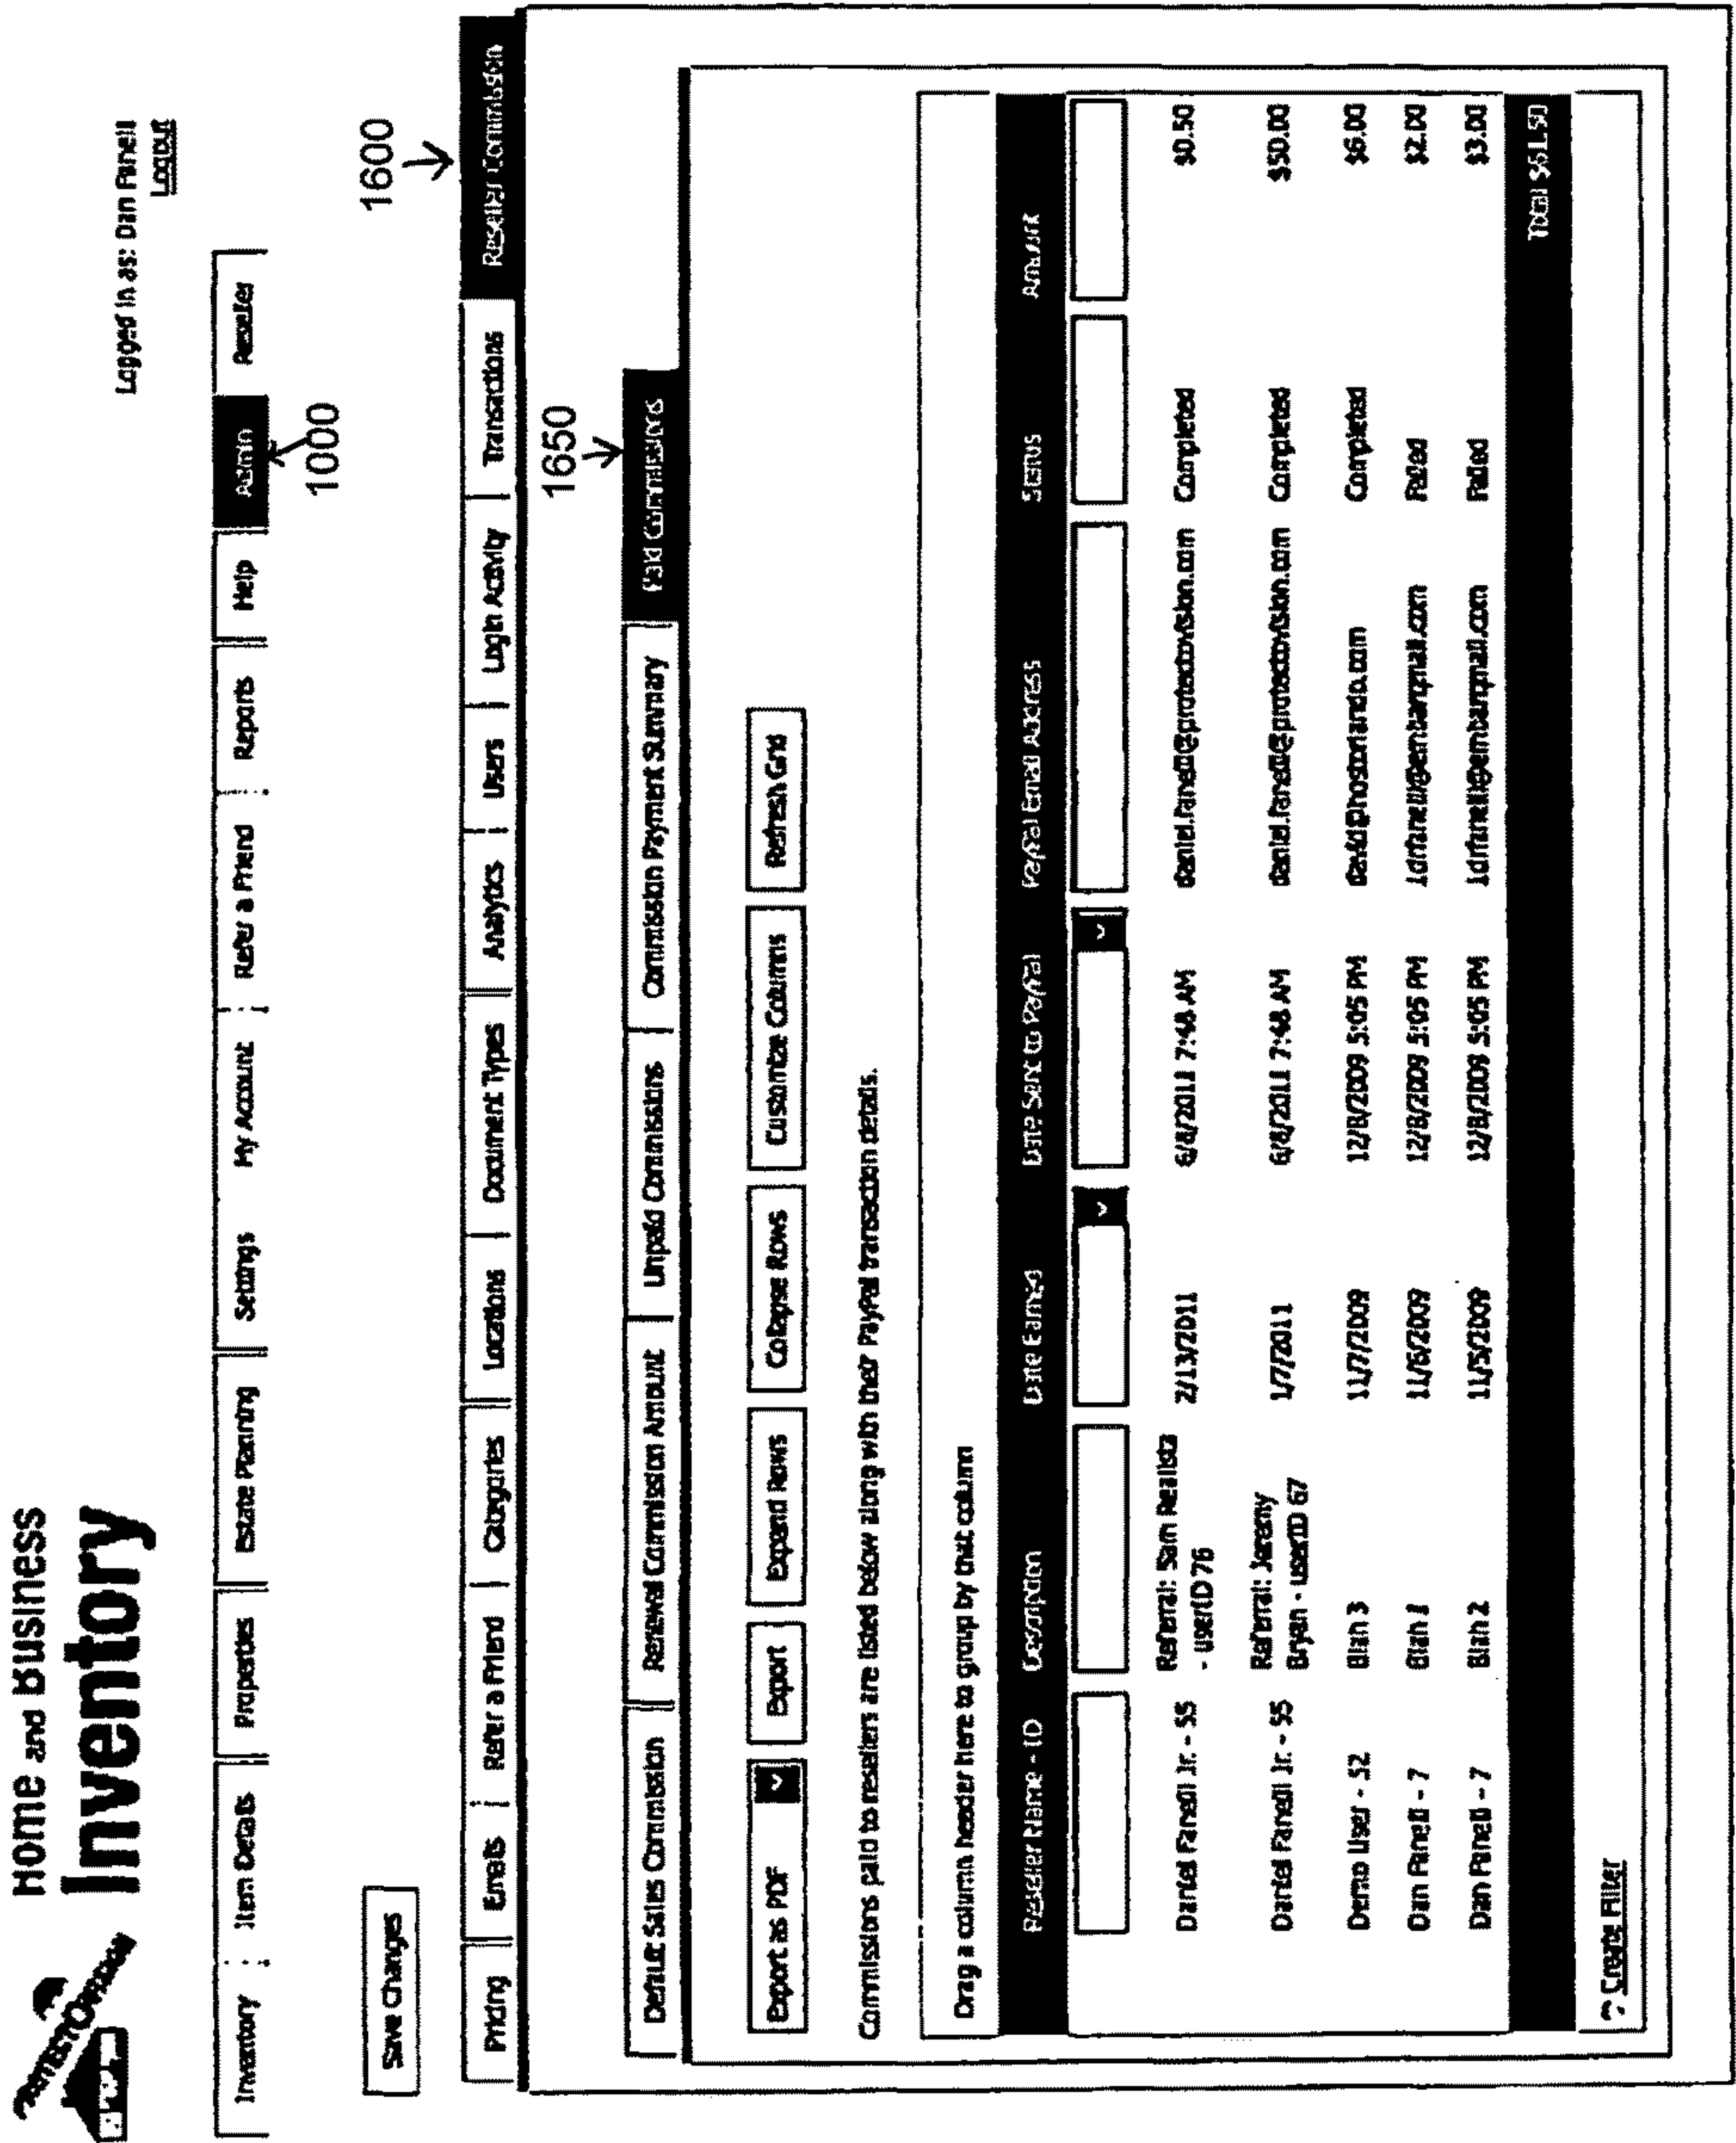 HOME and BUSINESS
Inventory
Logged in as: Dan Fanell
Logout
Inventory Item Details Properties Estate Planning Settings My Account Refer a Friend Reports Help Admin Reseller
1000
Save Changes
1600
Pricing Emails Refer a Friend Categories Locations Document Types Analytics Users Login Activity Transactions Reseller Commission
1650
Default Sales Commission Renewal Commission Amount Unpaid Commissions Commission Payment Summary Paid Commissions
Export as PDF Export Expand Rows Collapse Rows Customize Columns Refresh Grid
Commissions paid to resellers are listed below along with their PayPal transaction details.
Drag a column header here to group by that column
Reseller Name - ID Description Date Earned Date Sent to PayPal PayPal Email Address Status Amount
Daniel Fanelli Jr. - 55 Referral: Sam Realista 2/13/2011 6/8/2011 7:48 AM daniel.fanelli@protectovision.com Completed $0.50
- userID 76
Daniel Fanelli Jr. - 55 Referral: Jeremy 1/7/2011 6/8/2011 7:48 AM daniel.fanelli@protectovision.com Completed $50.00
Bryan - userID 67
Demo User - 52 Blah 3 11/7/2009 12/8/2009 5:05 PM Completed $6.00
Dan Fanell - 7 Blah 1 11/6/2009 12/8/2009 5:05 PM Failed $2.00
Dan Fanell - 7 Blah 2 11/5/2009 12/8/2009 5:05 PM Failed $3.00
Total $61.50
Create Filter